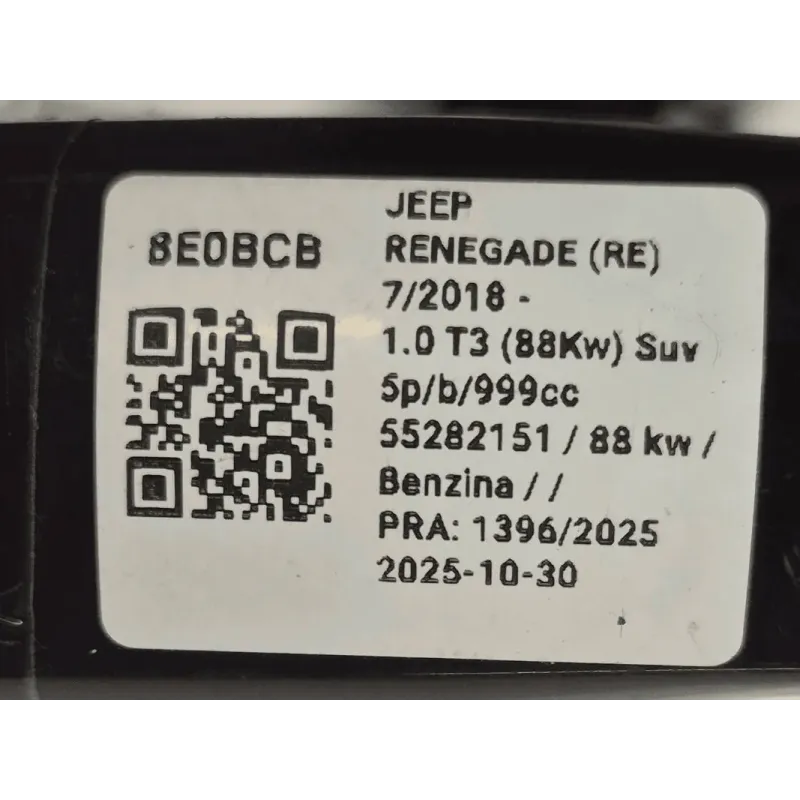 8E0BCB
JEEP
RENEGADE (RE)
7/2018 -
1.0 T3 (88Kw) Suv
5p/b/999cc
55282151 / 88 kw /
Benzina / /
PRA: 1396/2025
2025-10-30